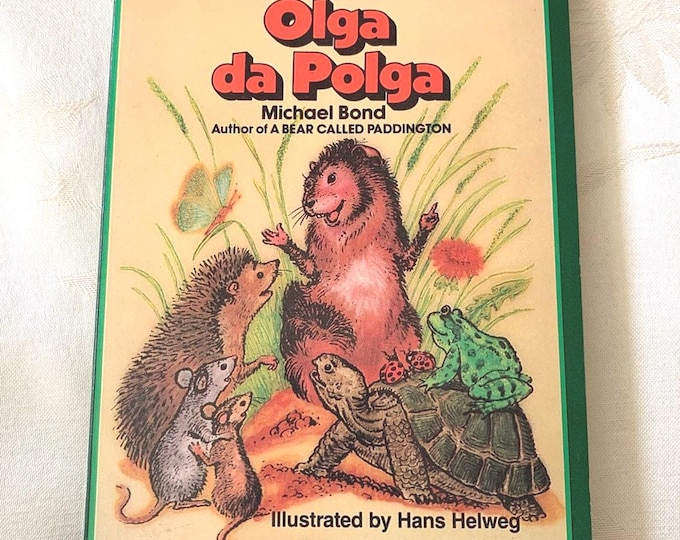 Olga
da Polga
Michael Bond
Author of A BEAR CALLED PADDINGTON
Illustrated by Hans Helweg